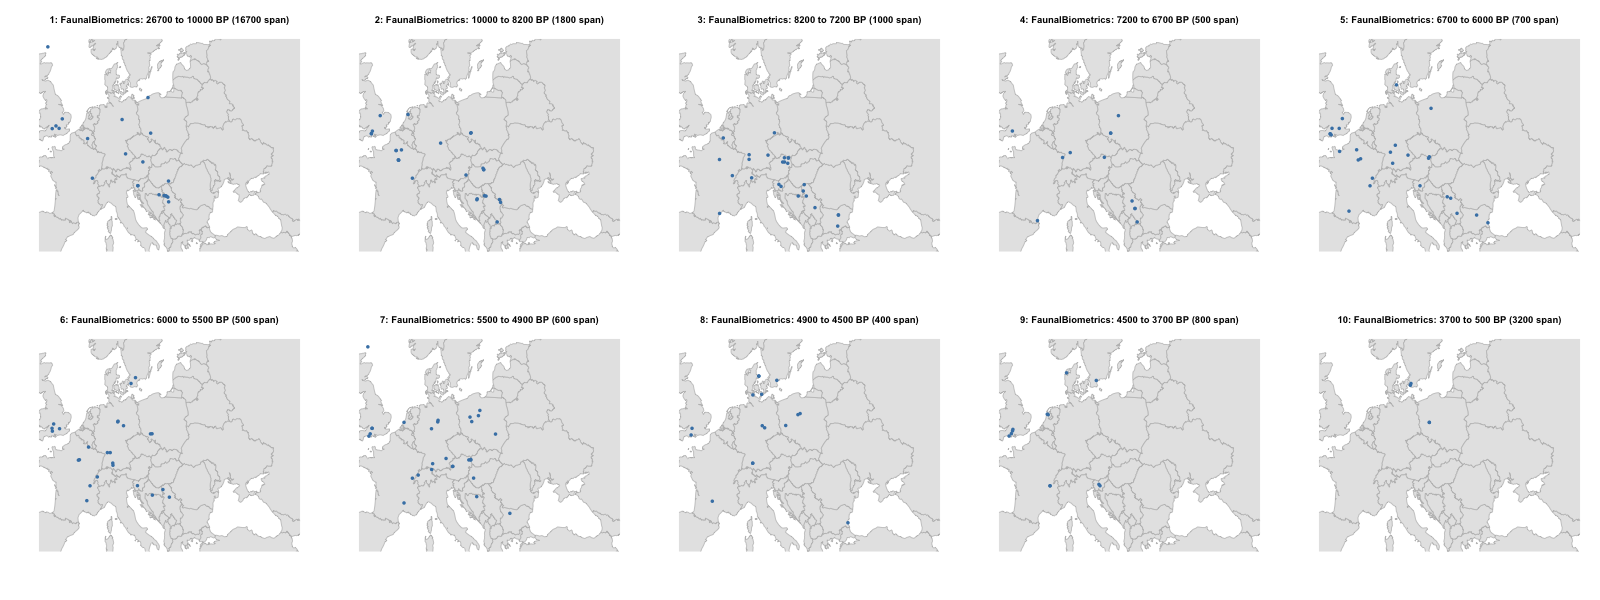 1: FaunalBiometrics: 26700 to 10000 BP (16700 span)
2: FaunalBiometrics: 10000 to 8200 BP (1800 span)
3: FaunalBiometrics: 8200 to 7200 BP (1000 span)
4: FaunalBiometrics: 7200 to 6700 BP (500 span)
5: FaunalBiometrics: 6700 to 6000 BP (700 span)
6: FaunalBiometrics: 6000 to 5500 BP (500 span)
7: FaunalBiometrics: 5500 to 4900 BP (600 span)
8: FaunalBiometrics: 4900 to 4500 BP (400 span)
9: FaunalBiometrics: 4500 to 3700 BP (800 span)
10: FaunalBiometrics: 3700 to 500 BP (3200 span)